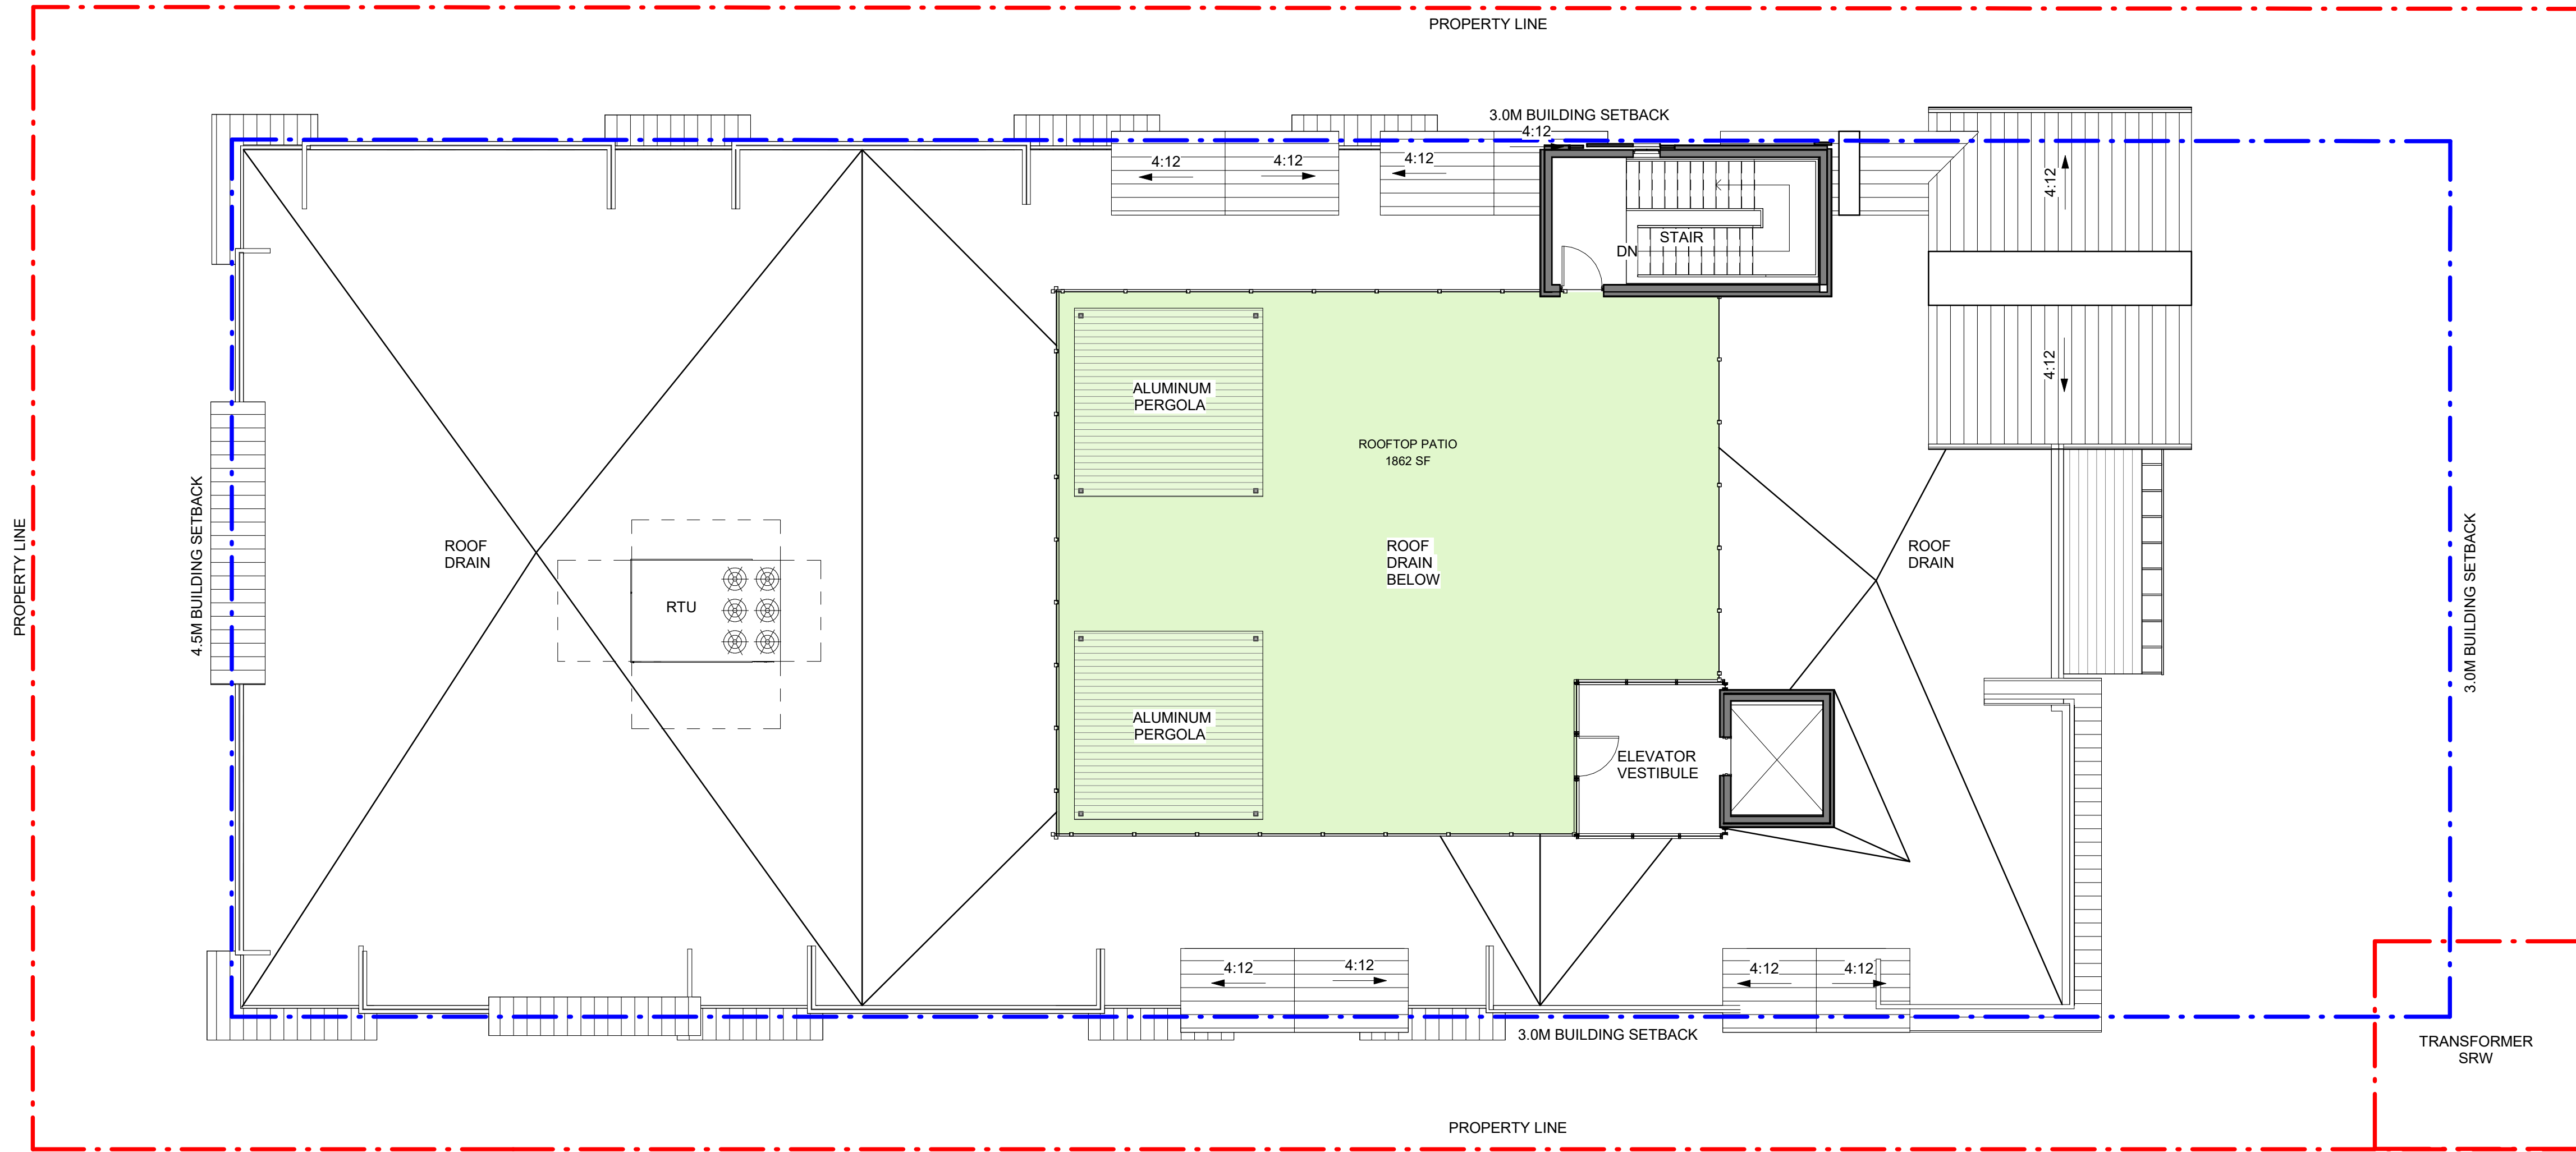 PROPERTY LINE
3.0M BUILDING SETBACK
4:12
4:12
4:12
4:12
4:12
STAIR
DN
4:12
ALUMINUM
PERGOLA
ROOFTOP PATIO
1862 SF
PROPERTY LINE
4.5M BUILDING SETBACK
ROOF
DRAIN
RTU
ROOF
DRAIN
BELOW
ROOF
DRAIN
3.0M BUILDING SETBACK
ALUMINUM
PERGOLA
ELEVATOR
VESTIBULE
4:12
4:12
4:12
4:12
3.0M BUILDING SETBACK
TRANSFORMER
SRW
PROPERTY LINE